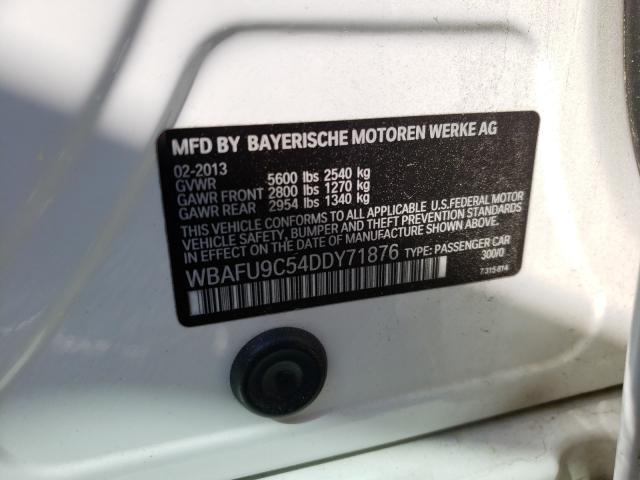 MFD BY BAYERISCHE MOTOREN WERKE AG
02-2013
GVWR 5600 lbs 2540 kg
GAWR FRONT 2800 lbs 1270 kg
GAWR REAR 2954 lbs 1340 kg
THIS VEHICLE CONFORMS TO ALL APPLICABLE U.S.FEDERAL MOTOR
VEHICLE SAFETY, BUMPER AND THEFT PREVENTION STANDARDS
IN EFFECT ON THE DATE OF MANUFACTURE SHOWN ABOVE.
WBAFU9C54DDY71876 TYPE: PASSENGER CAR
300/0
7 315 814